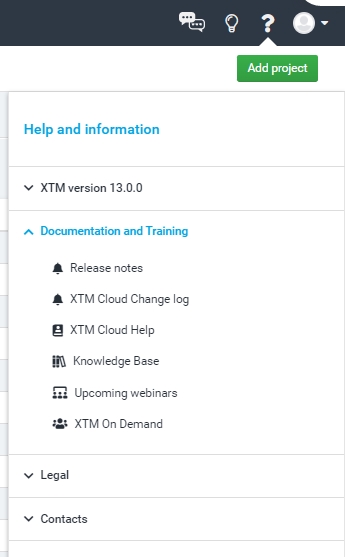 Add project
Help and information
XTM version 13.0.0
Documentation and Training
Release notes
XTM Cloud Change log
XTM Cloud Help
Knowledge Base
Upcoming webinars
XTM On Demand
Legal
Contacts